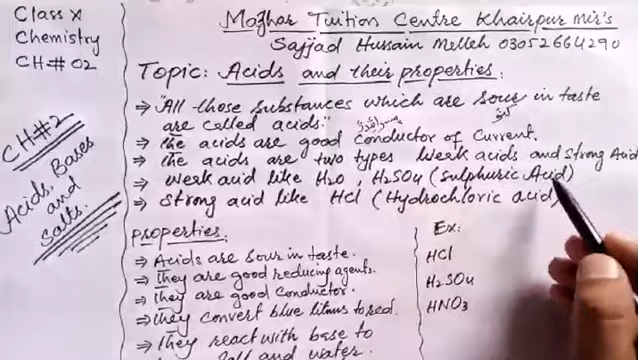 Class X
Chemistry
CH# 02
Mazhar Tuition Centre Khairpur Mir's
Sajjad Hussain Melleh 03052664290
Topic: Acids and their properties.
CH#2
Acids, Bases
and
Salts.
⇒ "All those substances which are sour in taste
are called acids."
⇒ The acids are good conductor of current.
⇒ The acids are two types weak acids and strong Acid
⇒ weak acid like H2O, H2SO4 (Sulphuric Acid)
⇒ Strong acid like HCl (Hydrochloric acid)
properties:
⇒ Acids are sour in taste.
⇒ They are good reducing agents.
⇒ They are good conductor.
⇒ They convert blue litmus to red.
⇒ They react with base to
salt and water.
Ex:
HCl
H2SO4
HNO3